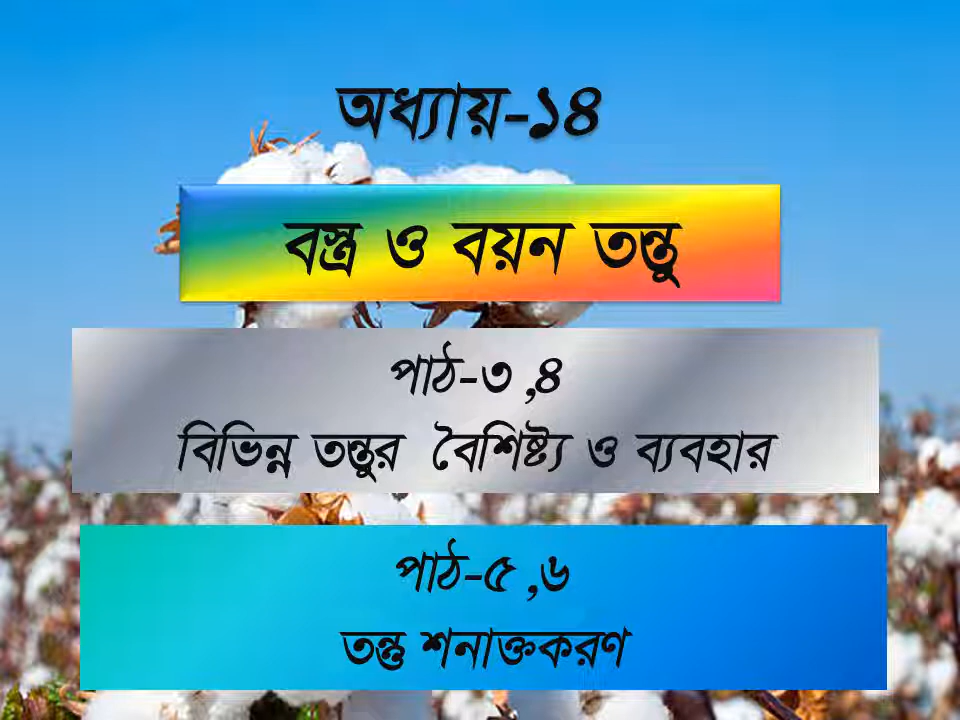 অধ্যায়-১৪
বস্ত্র ও বয়ন তন্তু
পাঠ-৩ ,৪
বিভিন্ন তন্তুর বৈশিষ্ট্য ও ব্যবহার
পাঠ-৫ ,৬
তন্তু শনাক্তকরণ